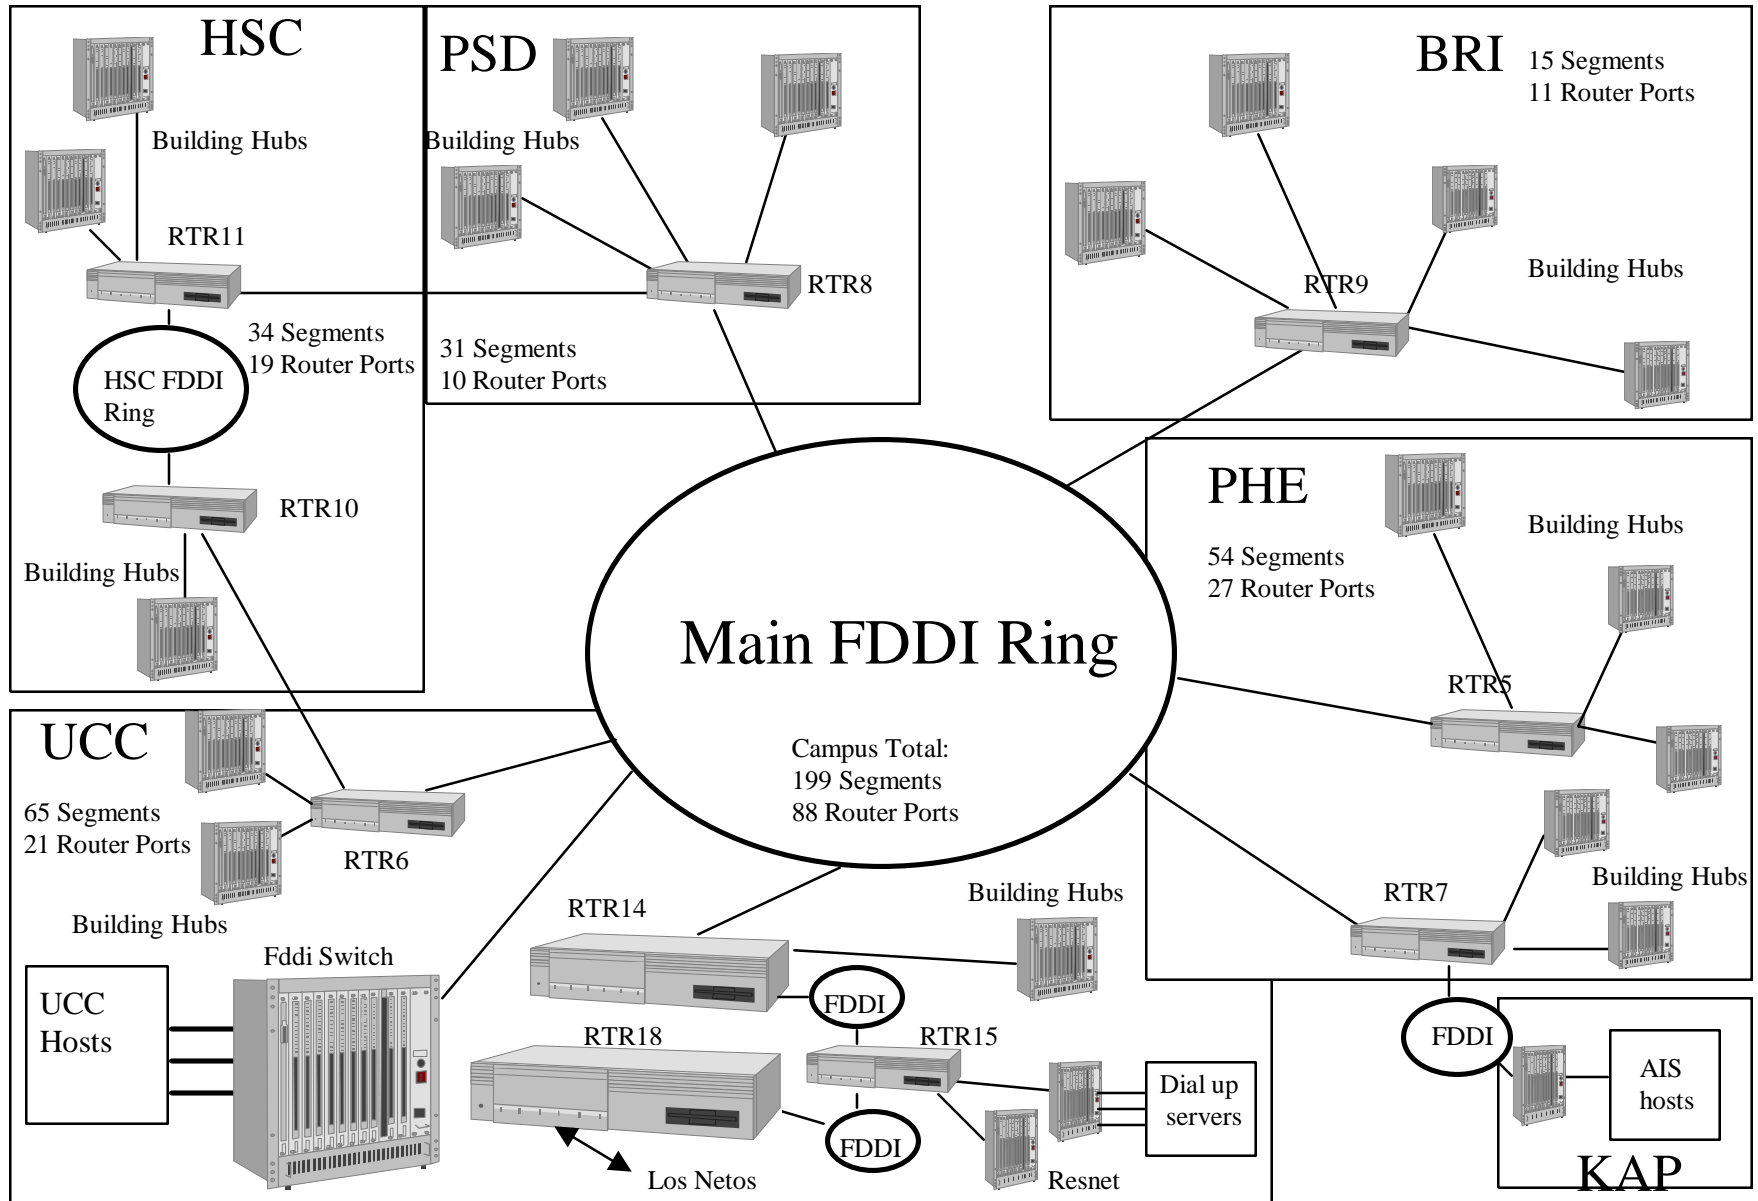 HSC
Building Hubs
RTR11
34 Segments
19 Router Ports
HSC FDDI
Ring
RTR10
Building Hubs
PSD
Building Hubs
RTR8
31 Segments
10 Router Ports
BRI
15 Segments
11 Router Ports
RTR9
Building Hubs
PHE
54 Segments
27 Router Ports
Building Hubs
RTR5
RTR7
Building Hubs
Main FDDI Ring
Campus Total:
199 Segments
88 Router Ports
UCC
65 Segments
21 Router Ports
RTR6
Building Hubs
Fddi Switch
UCC
Hosts
RTR14
Building Hubs
FDDI
RTR18
RTR15
FDDI
Los Netos
Resnet
Dial up
servers
FDDI
AIS
hosts
KAP